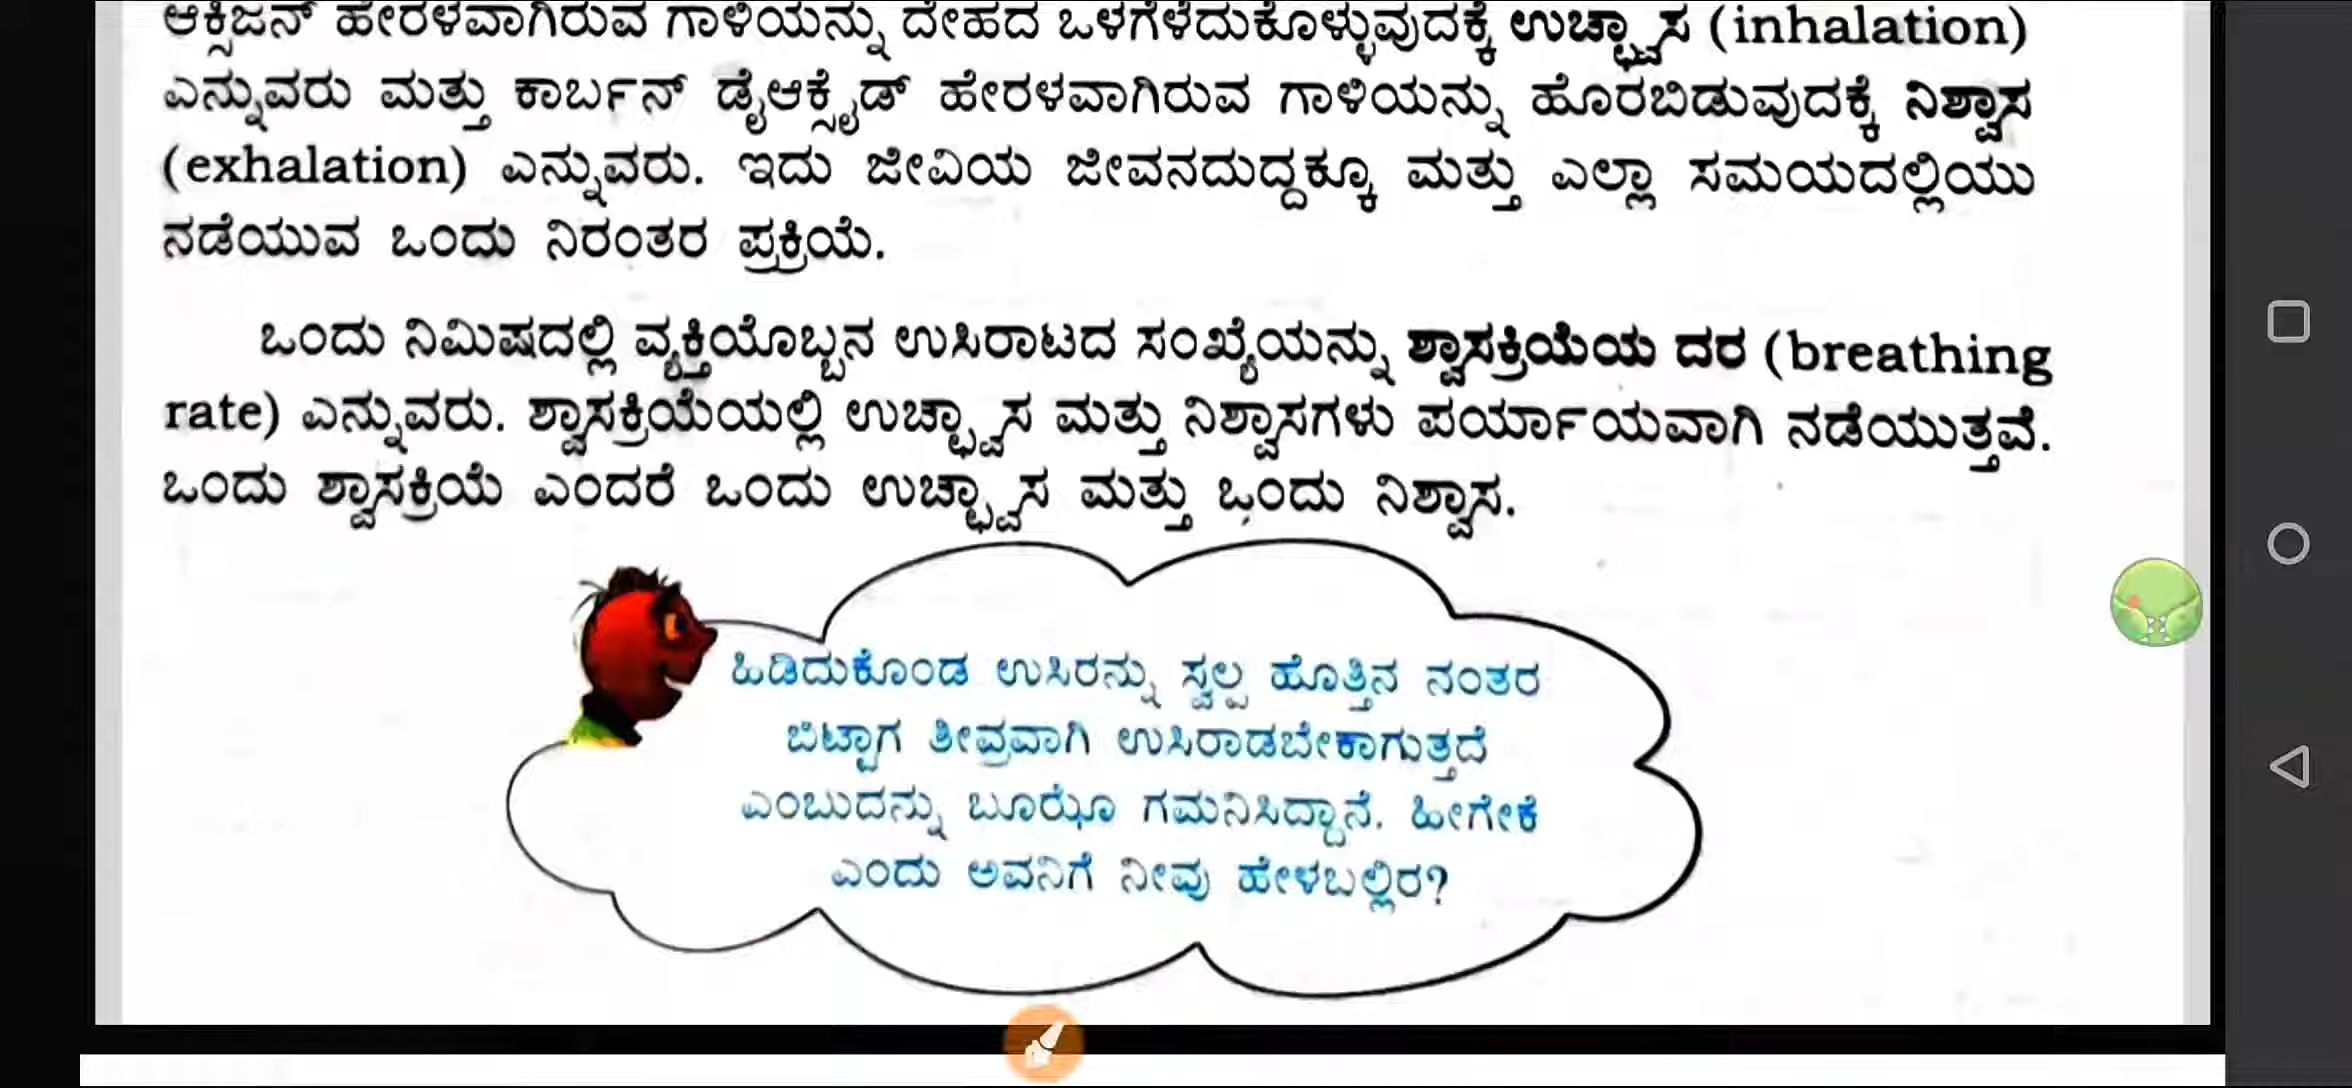 ಆಕ್ಸಿಜನ್ ಹೇರಳವಾಗಿರುವ ಗಾಳಿಯನ್ನು ದೇಹದ ಒಳಗೆಳೆದುಕೊಳ್ಳುವುದಕ್ಕೆ ಉಚ್ಛ್ವಾಸ (inhalation)
ಎನ್ನುವರು ಮತ್ತು ಕಾರ್ಬನ್ ಡೈಆಕ್ಸೈಡ್ ಹೇರಳವಾಗಿರುವ ಗಾಳಿಯನ್ನು ಹೊರಬಿಡುವುದಕ್ಕೆ ನಿಶ್ವಾಸ
(exhalation) ಎನ್ನುವರು. ಇದು ಜೀವಿಯ ಜೀವನದುದ್ದಕ್ಕೂ ಮತ್ತು ಎಲ್ಲಾ ಸಮಯದಲ್ಲಿಯು
ನಡೆಯುವ ಒಂದು ನಿರಂತರ ಪ್ರಕ್ರಿಯೆ.
ಒಂದು ನಿಮಿಷದಲ್ಲಿ ವ್ಯಕ್ತಿಯೊಬ್ಬನ ಉಸಿರಾಟದ ಸಂಖ್ಯೆಯನ್ನು ಶ್ವಾಸಕ್ರಿಯೆಯ ದರ (breathing
rate) ಎನ್ನುವರು. ಶ್ವಾಸಕ್ರಿಯೆಯಲ್ಲಿ ಉಚ್ಛ್ವಾಸ ಮತ್ತು ನಿಶ್ವಾಸಗಳು ಪರ್ಯಾಯವಾಗಿ ನಡೆಯುತ್ತವೆ.
ಒಂದು ಶ್ವಾಸಕ್ರಿಯೆ ಎಂದರೆ ಒಂದು ಉಚ್ಛ್ವಾಸ ಮತ್ತು ಒಂದು ನಿಶ್ವಾಸ.
ಹಿಡಿದುಕೊಂಡ ಉಸಿರನ್ನು ಸ್ವಲ್ಪ ಹೊತ್ತಿನ ನಂತರ
ಬಿಟ್ಟಾಗ ತೀವ್ರವಾಗಿ ಉಸಿರಾಡಬೇಕಾಗುತ್ತದೆ
ಎಂಬುದನ್ನು ಬೂಝೊ ಗಮನಿಸಿದ್ದಾನೆ. ಹೀಗೇಕೆ
ಎಂದು ಅವನಿಗೆ ನೀವು ಹೇಳಬಲ್ಲಿರ?